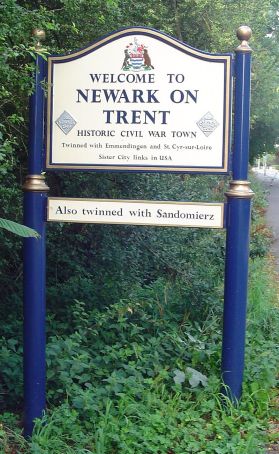 WELCOME TO
NEWARK ON
TRENT
HISTORIC CIVIL WAR TOWN
Twinned with Emmendingen and St. Cyr-sur-Loire
Sister City links in USA
Also twinned with Sandomierz